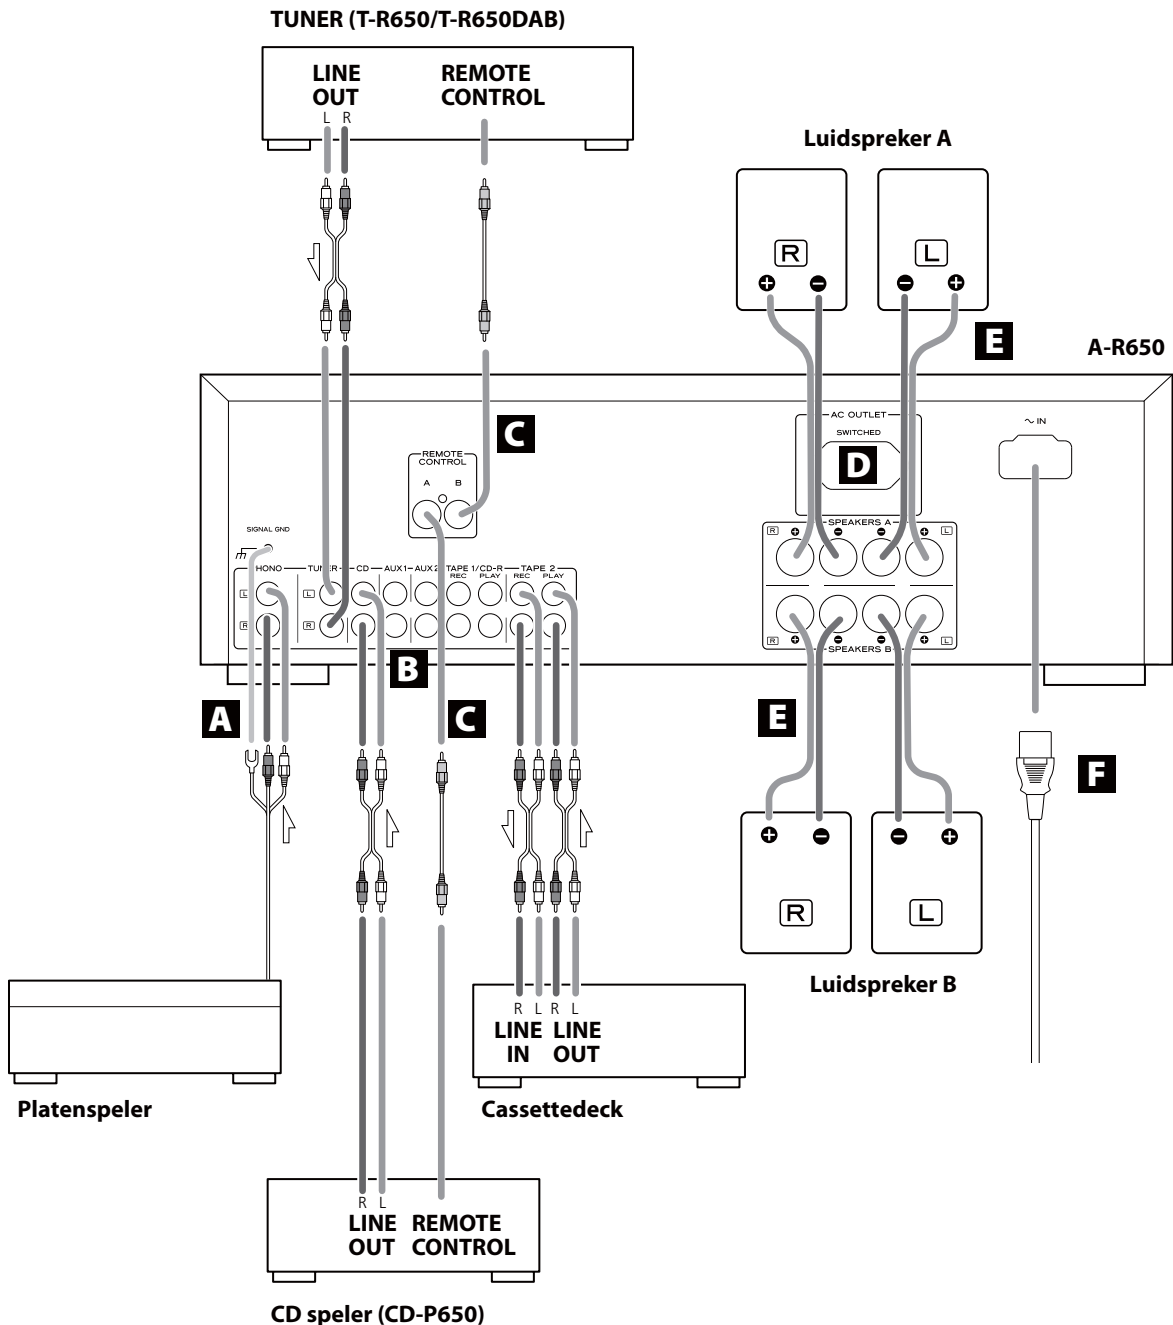 TUNER (T-R650/T-R650DAB)
LINE OUT
REMOTE CONTROL
L R
Luidspreker A
R
L
E
A-R650
AC OUTLET
SWITCHED
D
~ IN
C
REMOTE CONTROL
A B
SIGNAL GND
HONO
TUNER
CD
AUX1
AUX 2
TAPE 1/CD-R
REC PLAY
TAPE 2
REC PLAY
L
L
R
R
SPEAKERS A
R
L
R
L
SPEAKERS B
B
A
C
E
F
R
L
Luidspreker B
R L R L
LINE IN
LINE OUT
Platenspeler
Cassettedeck
R L
LINE OUT
REMOTE CONTROL
CD speler (CD-P650)